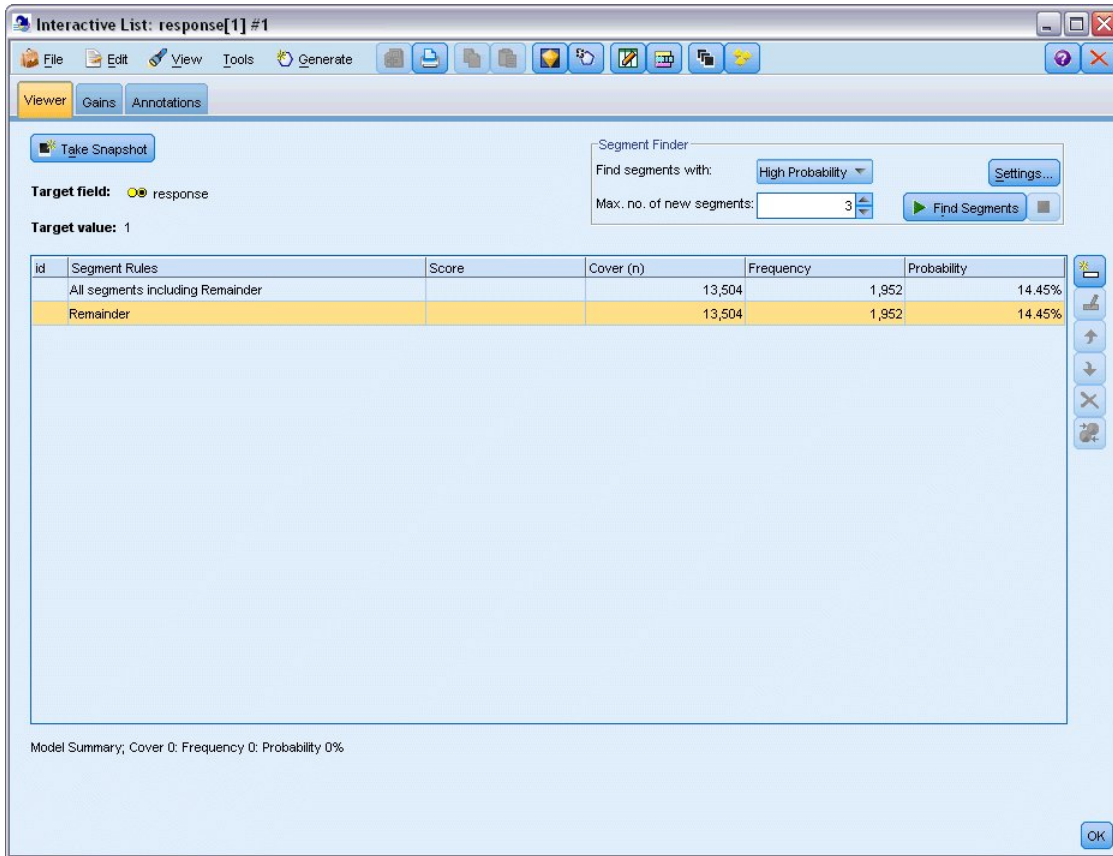 Interactive List: response[1] #1
File Edit View Tools Generate
Viewer Gains Annotations
Take Snapshot
Segment Finder
Find segments with: High Probability Settings...
Target field: response
Max. no. of new segments: 3 Find Segments
Target value: 1
id Segment Rules Score Cover (n) Frequency Probability
All segments including Remainder 13,504 1,952 14.45%
Remainder 13,504 1,952 14.45%
Model Summary; Cover 0: Frequency 0: Probability 0%
OK